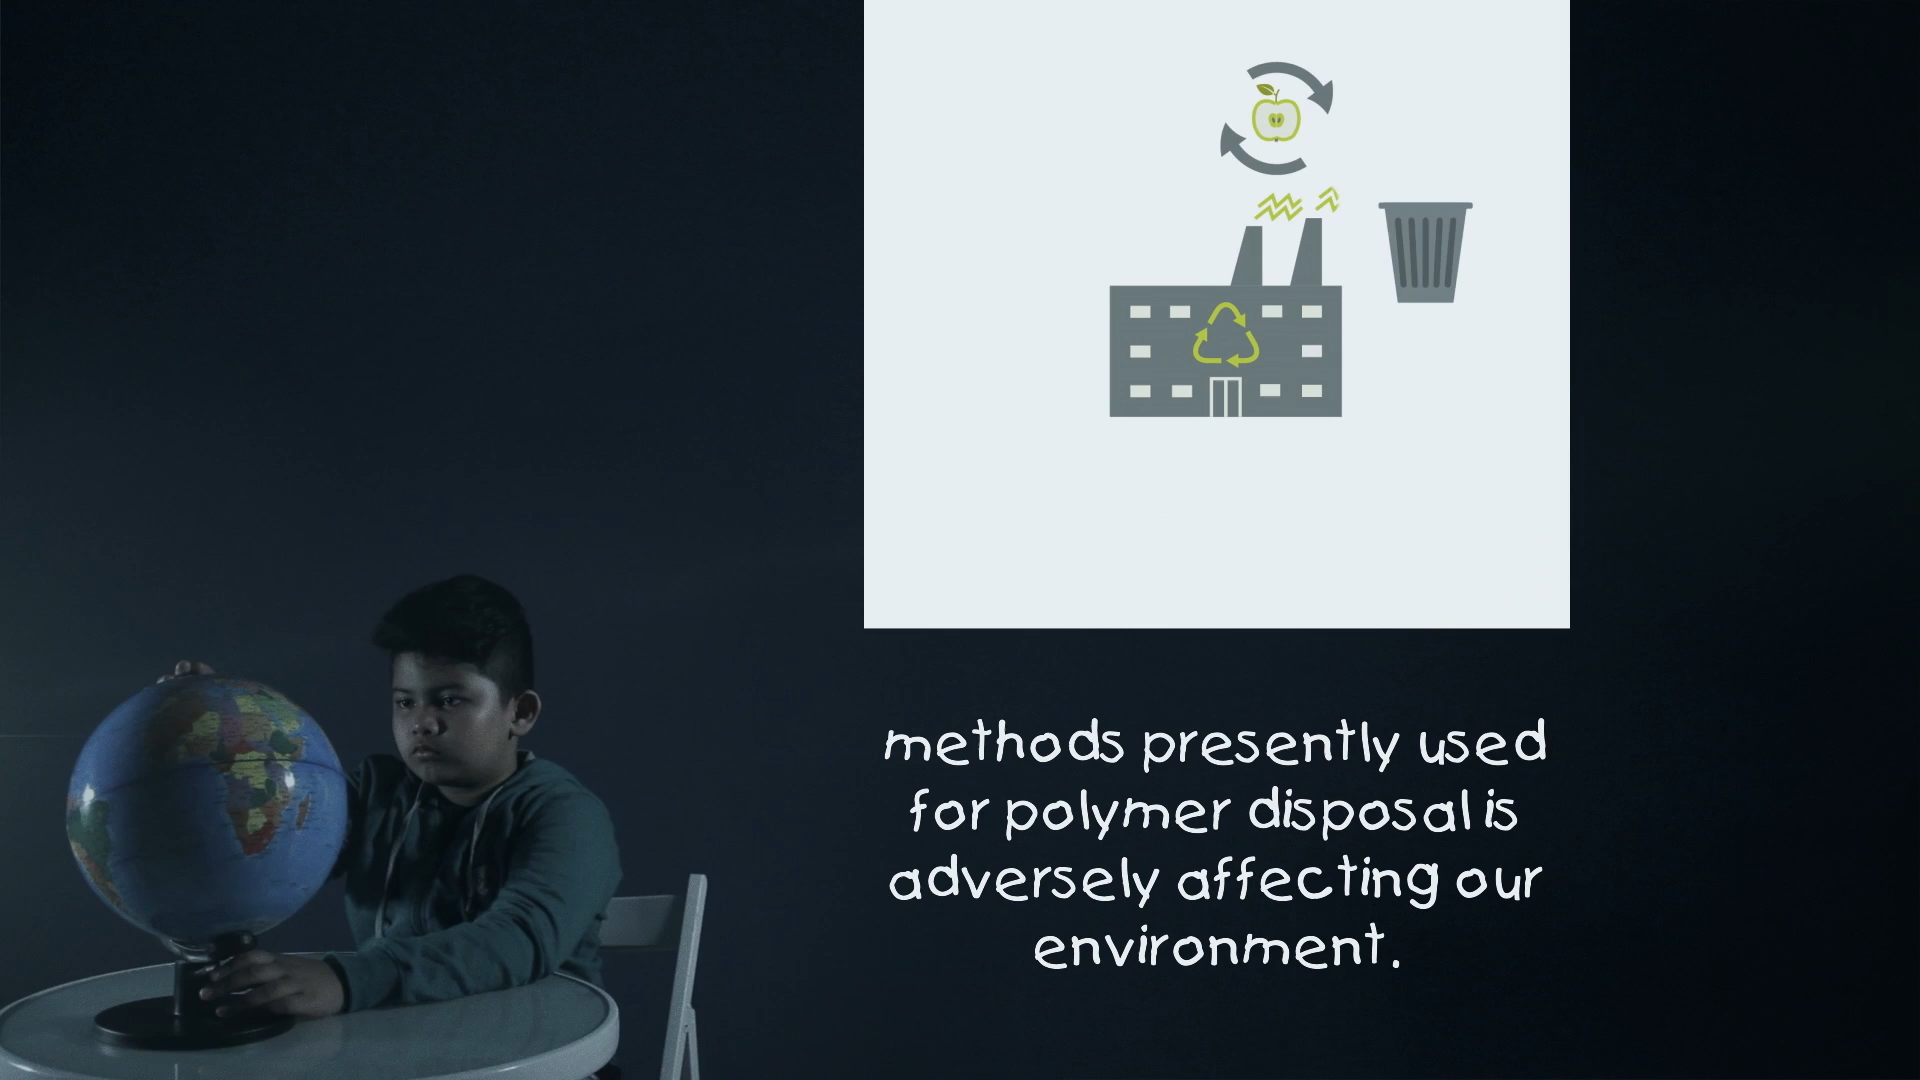 methods presently used
for polymer disposal is
adversely affecting our
environment.